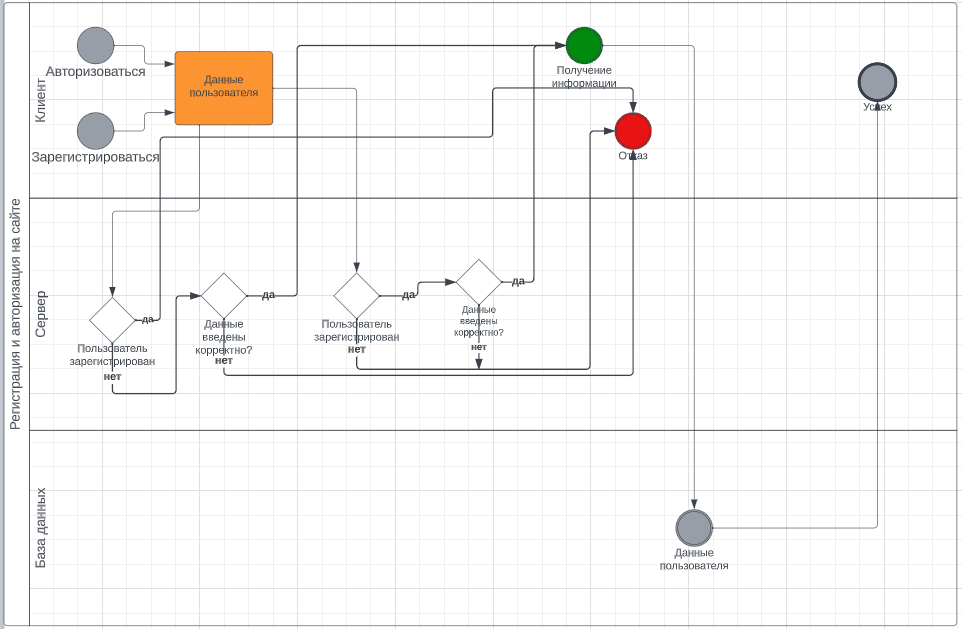 Регистрация и авторизация на сайте
Клиент
Авторизоваться
Зарегистрироваться
Данные
пользователя
Получение
информации
Отказ
Успех
Сервер
да
Пользователь
зарегистрирован
нет
да
Данные
введены
корректно?
нет
да
Пользователь
зарегистрирован
нет
да
Данные
введены
корректно?
нет
База данных
Данные
пользователя